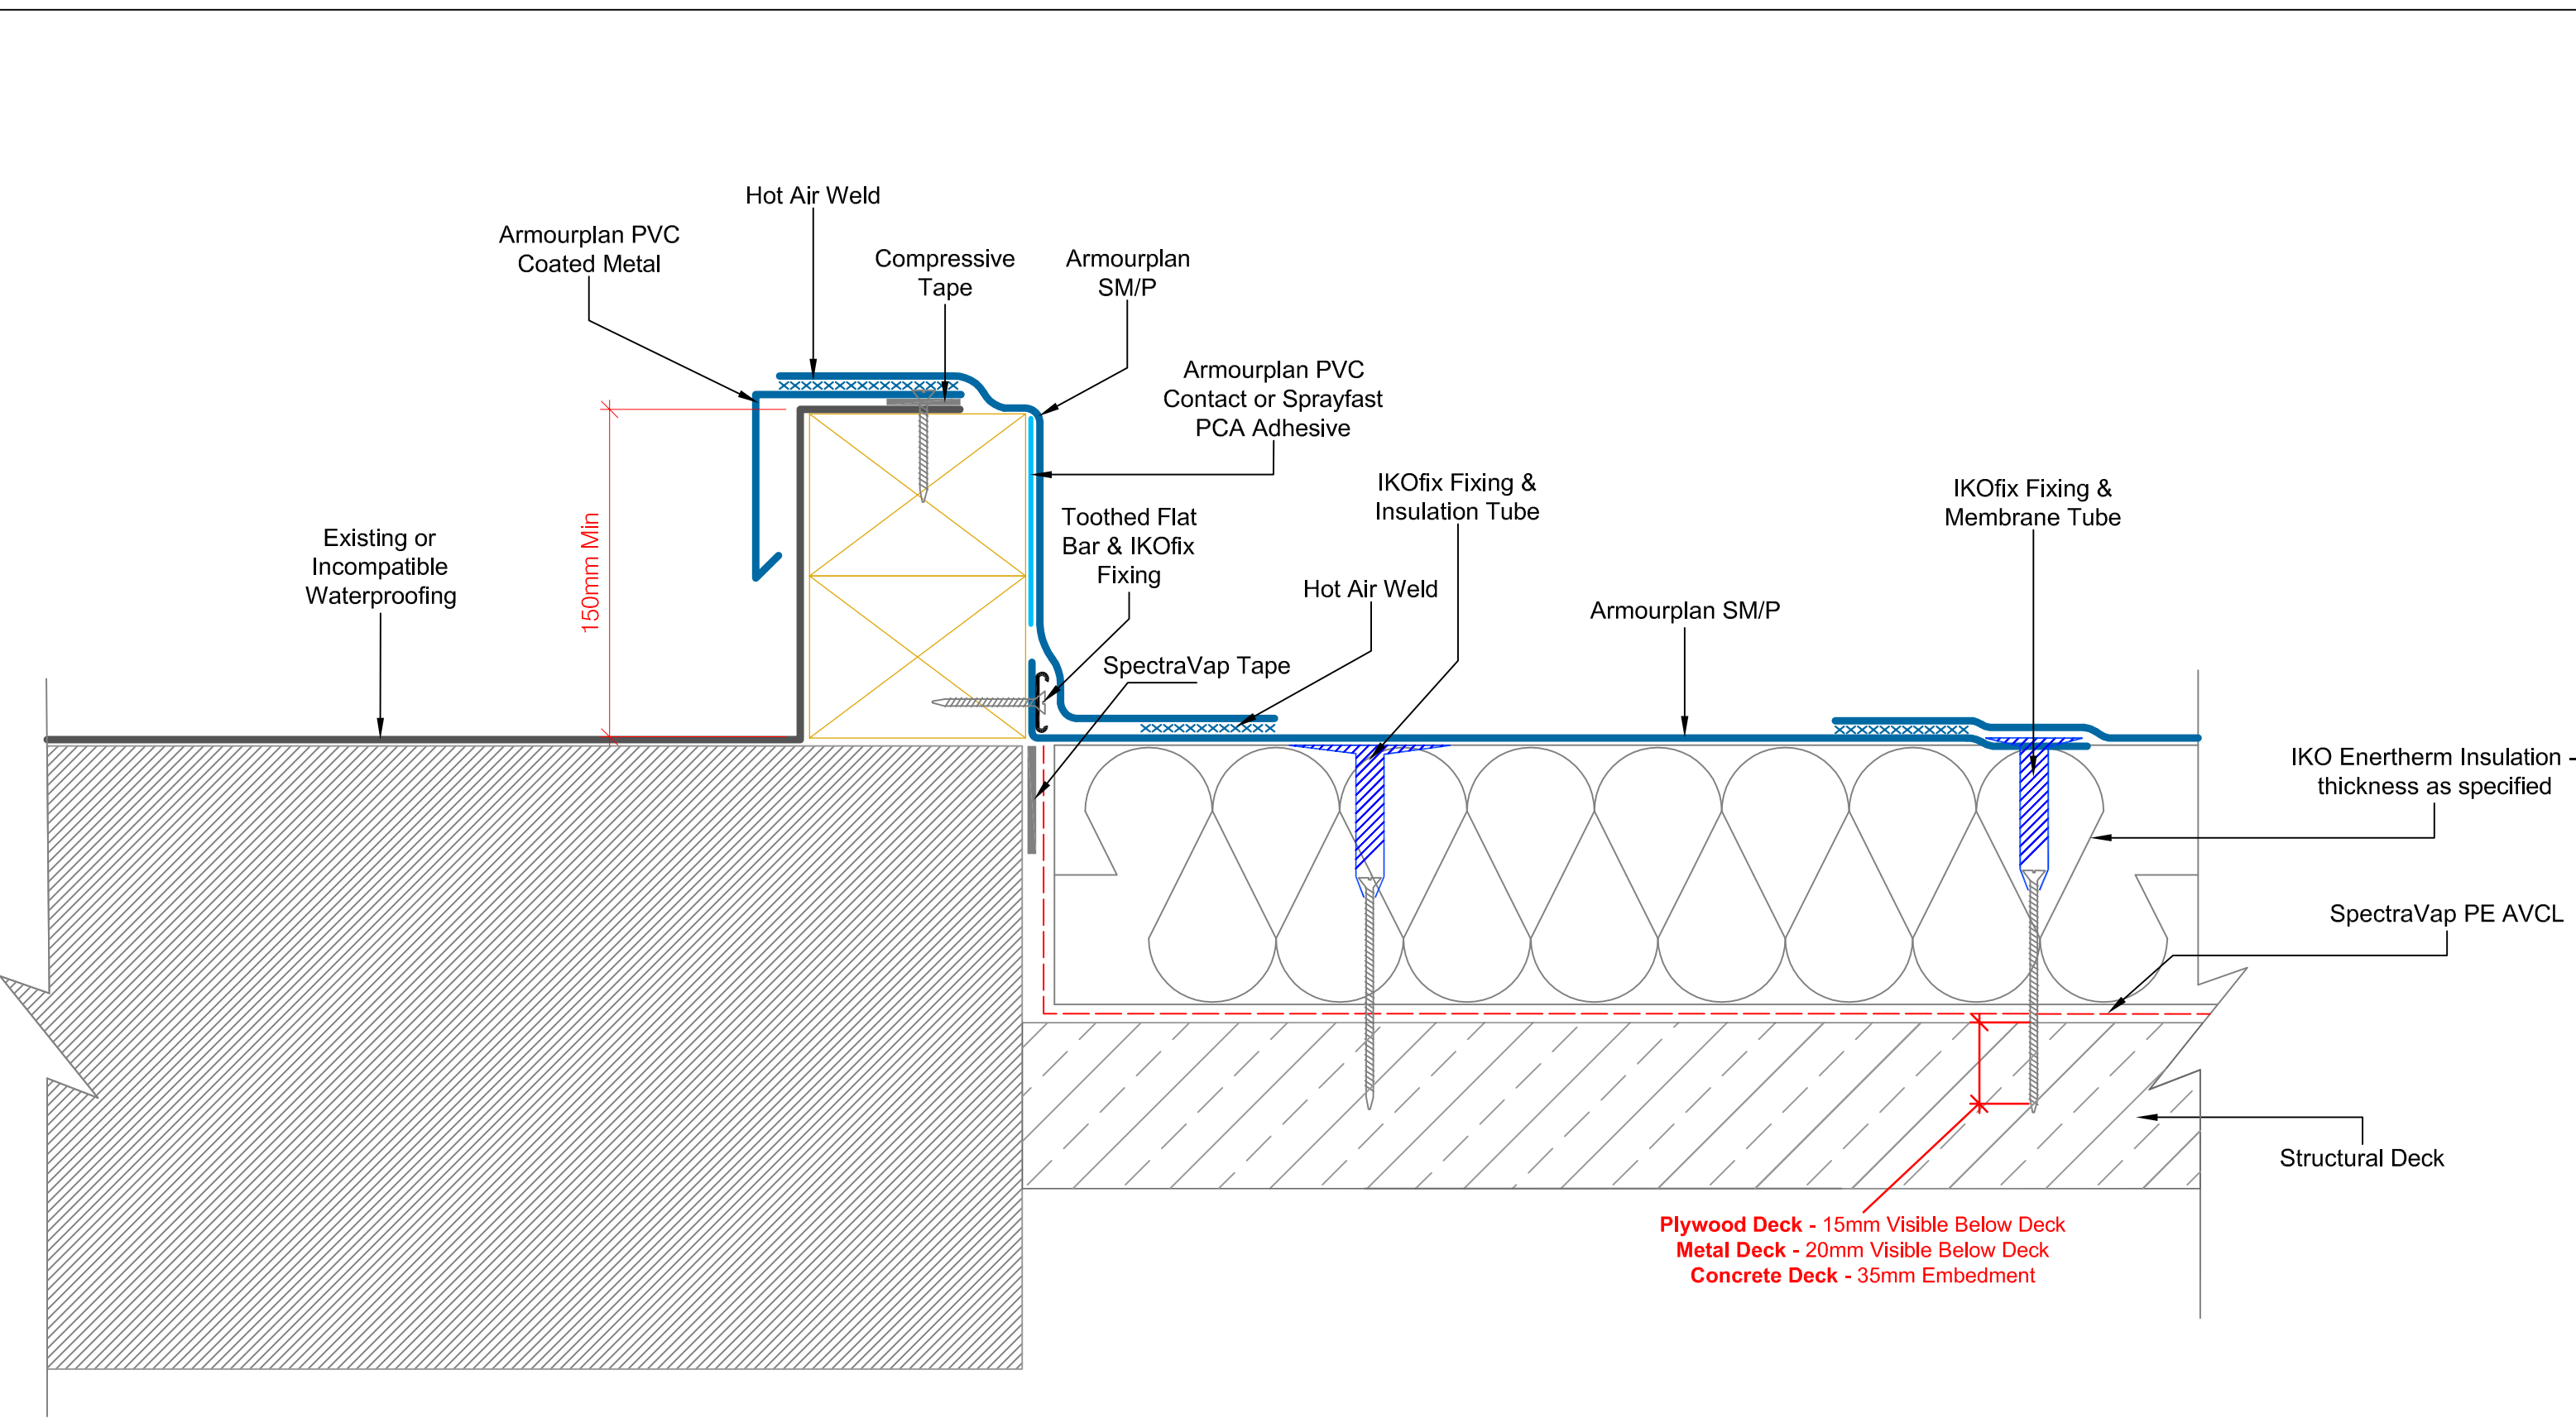 Hot Air Weld
Armourplan PVC
Coated Metal
Compressive
Tape
Armourplan
SM/P
Armourplan PVC
Contact or Sprayfast
PCA Adhesive
IKOfix Fixing &
Insulation Tube
IKOfix Fixing &
Membrane Tube
Toothed Flat
Bar & IKOfix
Fixing
Existing or
Incompatible
Waterproofing
150mm Min
Hot Air Weld
Armourplan SM/P
SpectraVap Tape
IKO Enertherm Insulation -
thickness as specified
SpectraVap PE AVCL
Structural Deck
Plywood Deck - 15mm Visible Below Deck
Metal Deck - 20mm Visible Below Deck
Concrete Deck - 35mm Embedment